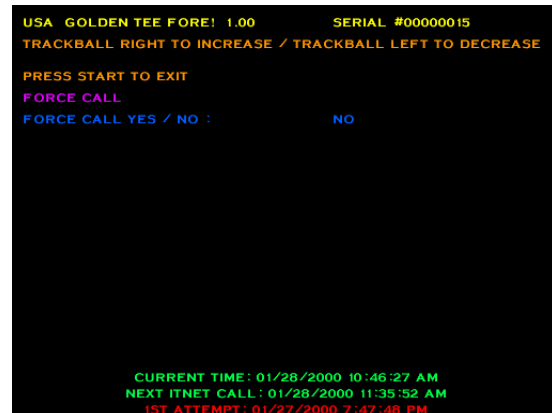 USA GOLDEN TEE FORE! 1.00 SERIAL #00000015
TRACKBALL RIGHT TO INCREASE / TRACKBALL LEFT TO DECREASE
PRESS START TO EXIT
FORCE CALL
FORCE CALL YES / NO : NO
CURRENT TIME: 01/28/2000 10:46:27 AM
NEXT ITNET CALL: 01/28/2000 11:35:52 AM
1ST ATTEMPT: 01/27/2000 7:47:48 PM